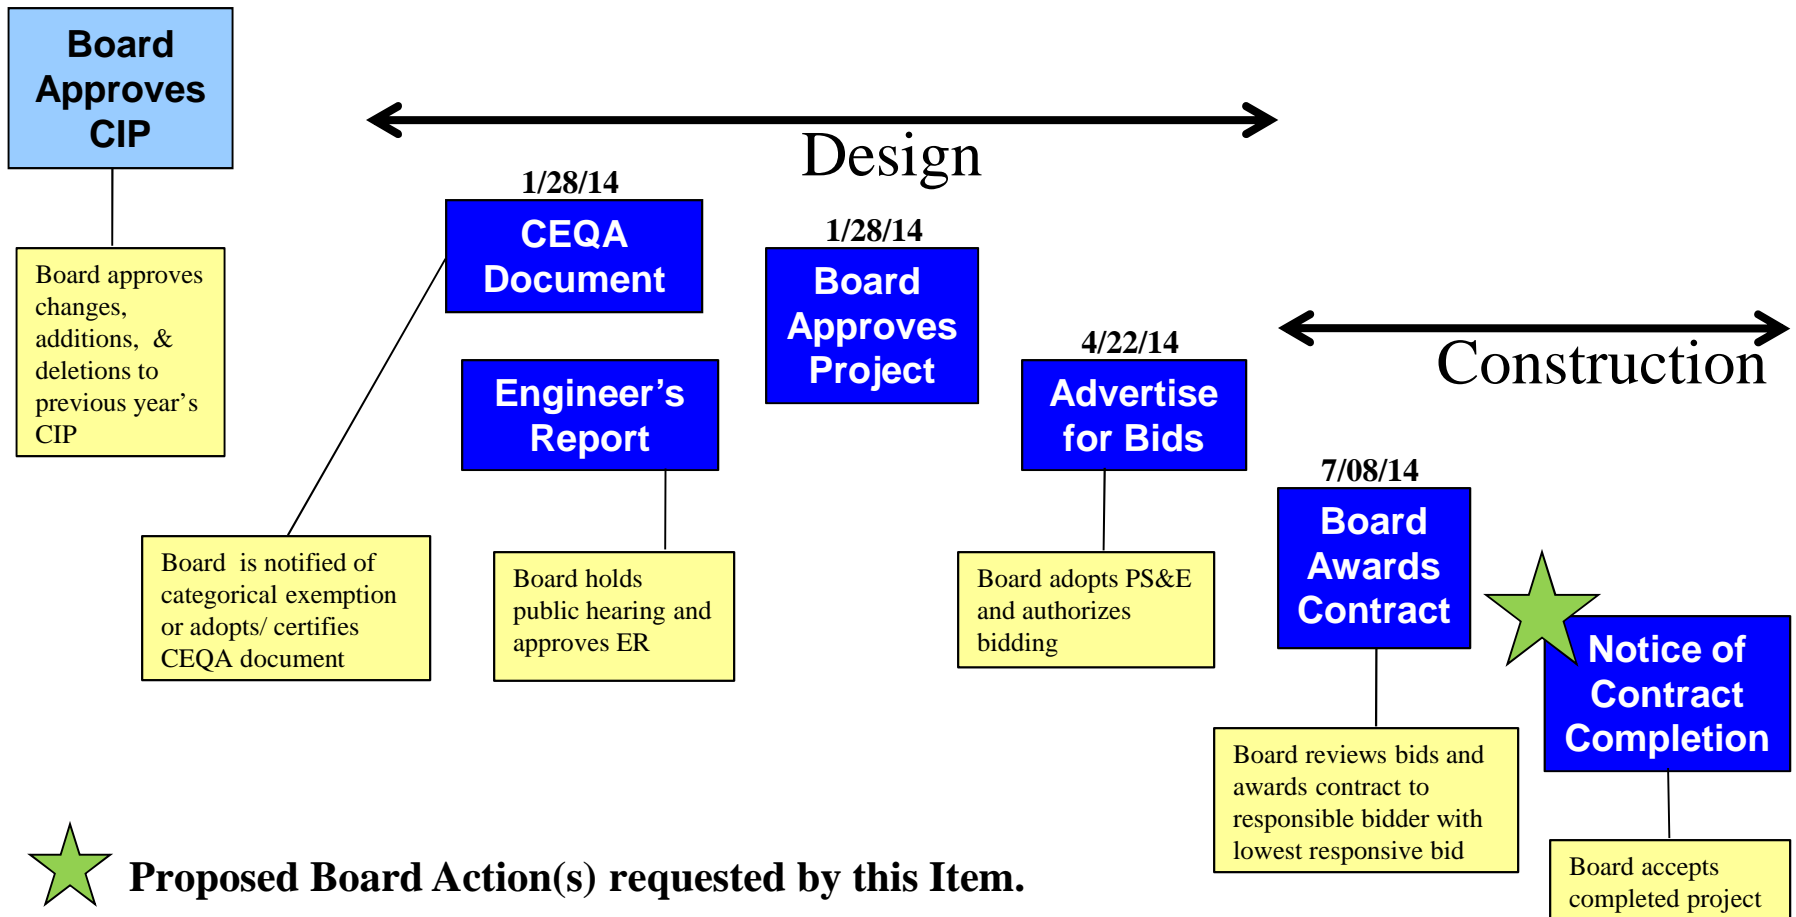 Board
Approves
CIP
Board approves
changes,
additions, &
deletions to
previous year's
CIP
Design
1/28/14
CEQA
Document
Board is notified of
categorical exemption
or adopts/ certifies
CEQA document
Engineer's
Report
Board holds
public hearing and
approves ER
1/28/14
Board
Approves
Project
4/22/14
Advertise
for Bids
Board adopts PS&E
and authorizes
bidding
Construction
7/08/14
Board
Awards
Contract
Board reviews bids and
awards contract to
responsible bidder with
lowest responsive bid
Notice of
Contract
Completion
Board accepts
completed project
Proposed Board Action(s) requested by this Item.